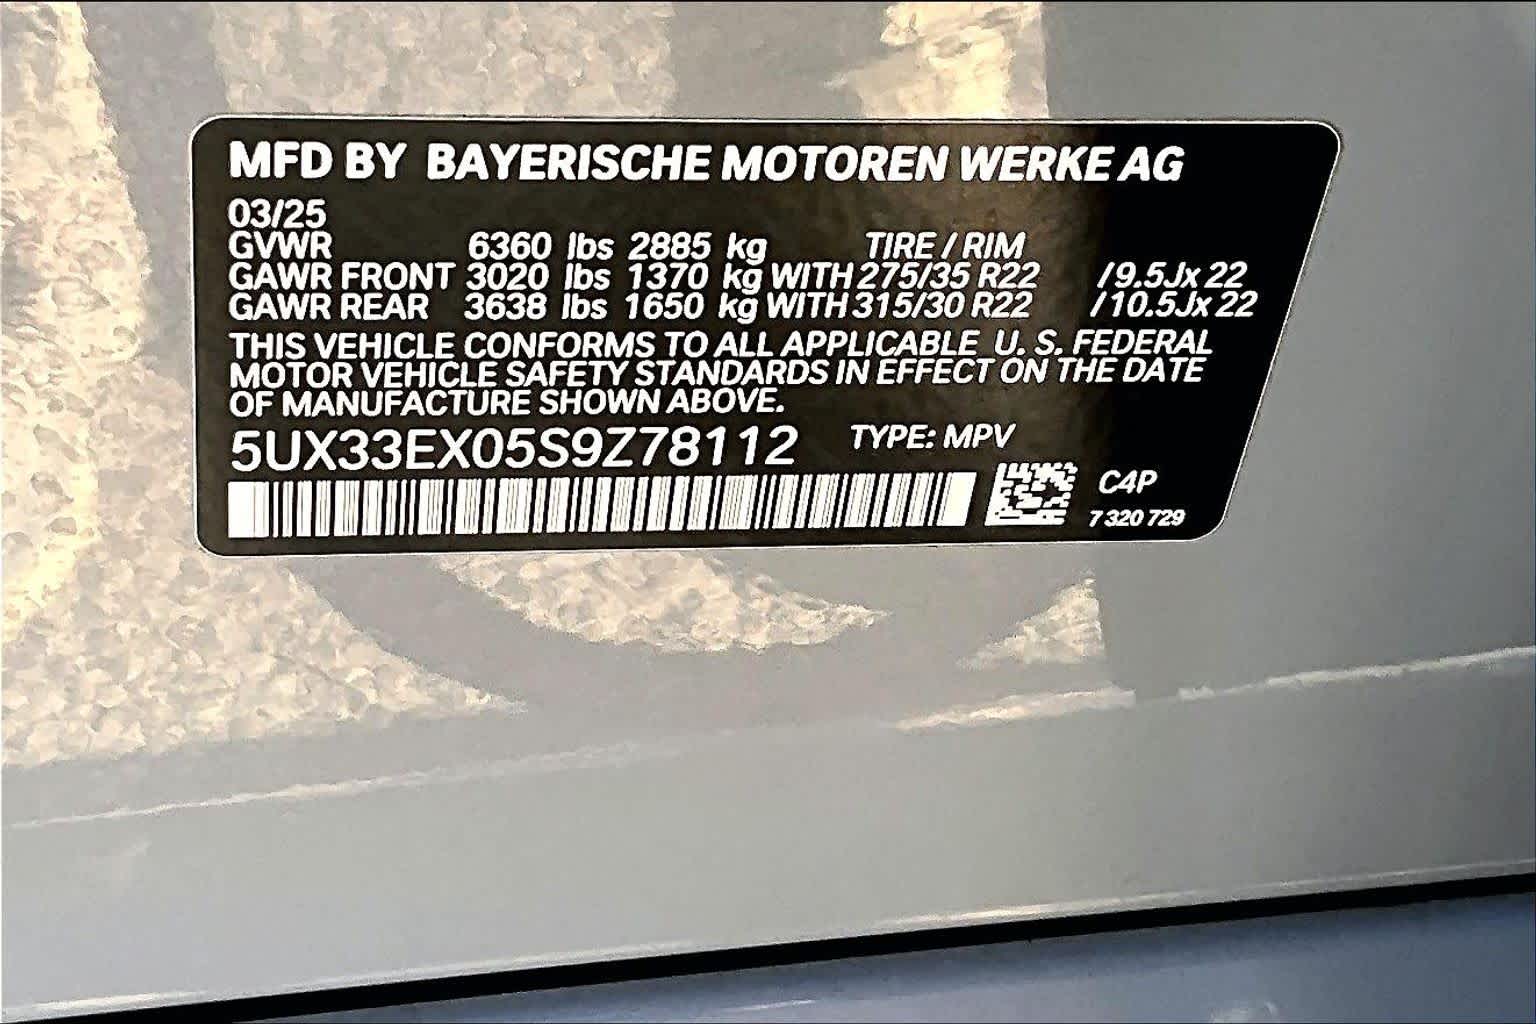 MFD BY BAYERISCHE MOTOREN WERKE AG
03/25
GVWR 6360 lbs 2885 kg TIRE / RIM
GAWR FRONT 3020 lbs 1370 kg WITH 275/35 R22 / 9.5Jx 22
GAWR REAR 3638 lbs 1650 kg WITH 315/30 R22 / 10.5Jx 22
THIS VEHICLE CONFORMS TO ALL APPLICABLE U. S. FEDERAL
MOTOR VEHICLE SAFETY STANDARDS IN EFFECT ON THE DATE
OF MANUFACTURE SHOWN ABOVE.
5UX33EX05S9Z78112 TYPE: MPV
C4P
7 320 729